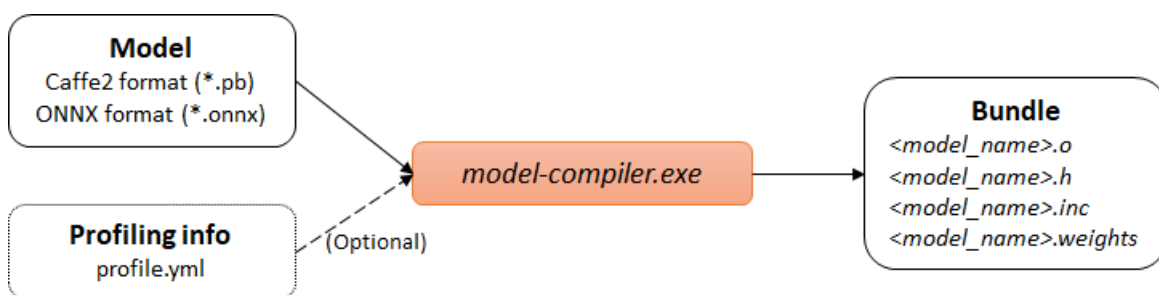 Model
Caffe2 format (*.pb)
ONNX format (*.onnx)
Profiling info
profile.yml
(Optional)
model-compiler.exe
Bundle
<model_name>.o
<model_name>.h
<model_name>.inc
<model_name>.weights